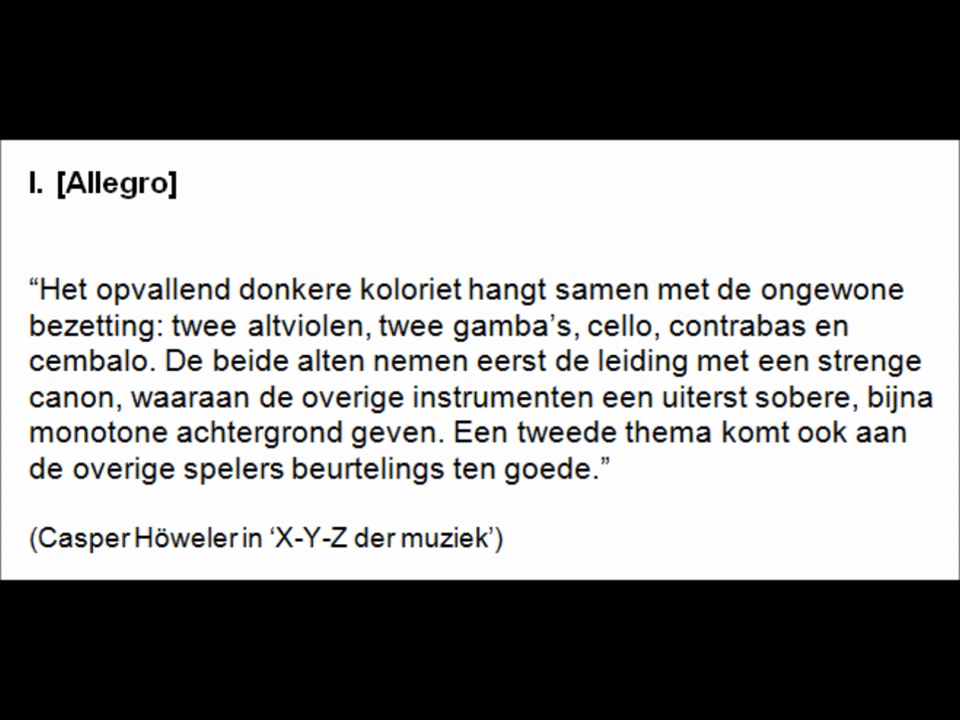 I. [Allegro]
“Het opvallend donkere koloriet hangt samen met de ongewone
bezetting: twee altviolen, twee gamba’s, cello, contrabas en
cembalo. De beide alten nemen eerst de leiding met een strenge
canon, waaraan de overige instrumenten een uiterst sobere, bijna
monotone achtergrond geven. Een tweede thema komt ook aan
de overige spelers beurtelings ten goede.”
(Casper Höweler in ‘X-Y-Z der muziek’)